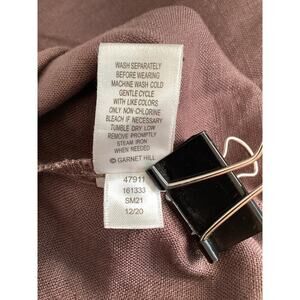 WASH SEPARATELY
BEFORE WEARING
MACHINE WASH COLD
GENTLE CYCLE
WITH LIKE COLORS
ONLY NON-CHLORINE
BLEACH IF NECESSARY
TUMBLE DRY LOW
REMOVE PROMPTLY
STEAM IRON
WHEN NEEDED
© GARNET HILL
47911
161333
SM21
12/20